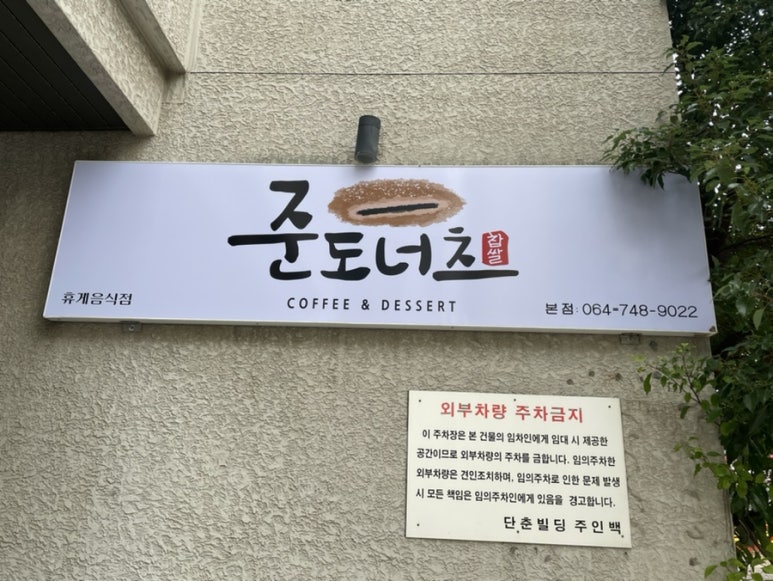 준도너츠
찹쌀
COFFEE & DESSERT
휴게음식점
본점: 064-748-9022
외부차량 주차금지
이 주차장은 본 건물의 임차인에게 임대 시 제공한
공간이므로 외부차량의 주차를 금합니다. 임의주차한
외부차량은 견인조치하며, 임의주차로 인한 문제 발생
시 모든 책임은 임의주차인에게 있음을 경고합니다.
단춘빌딩 주인백